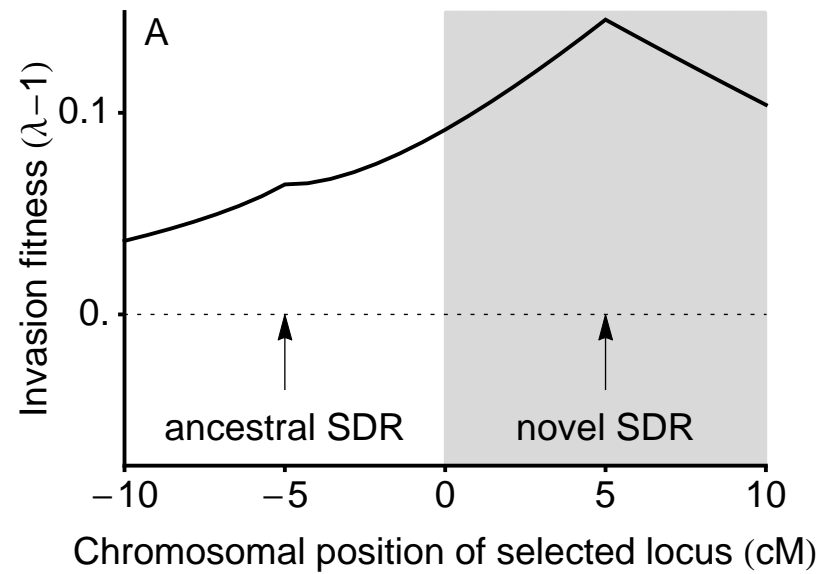 A
Invasion fitness (λ−1)
0.1
0.
ancestral SDR
novel SDR
−10
−5
0
5
10
Chromosomal position of selected locus (cM)